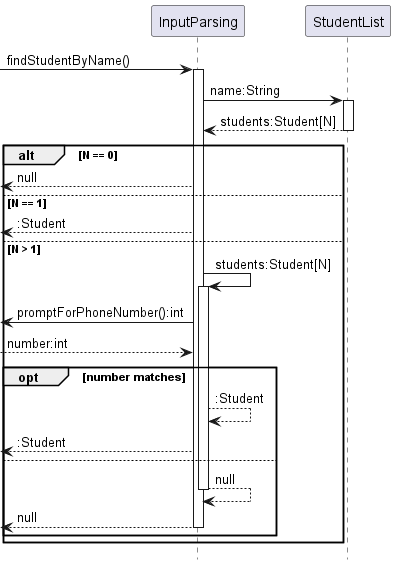 InputParsing
StudentList
findStudentByName()
name:String
students:Student[N]
alt
[N == 0]
null
[N == 1]
:Student
[N > 1]
students:Student[N]
promptForPhoneNumber():int
number:int
opt
[number matches]
:Student
:Student
null
null